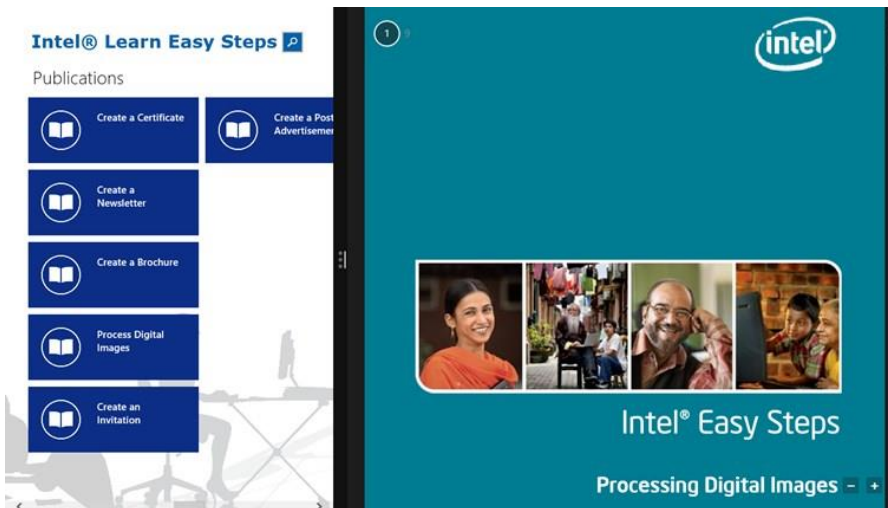 Intel® Learn Easy Steps
Publications
Create a Certificate
Create a Post
Advertisemen
Create a
Newsletter
Create a Brochure
Process Digital
Images
Create an
Invitation
1 9
intel®
Intel® Easy Steps
Processing Digital Images